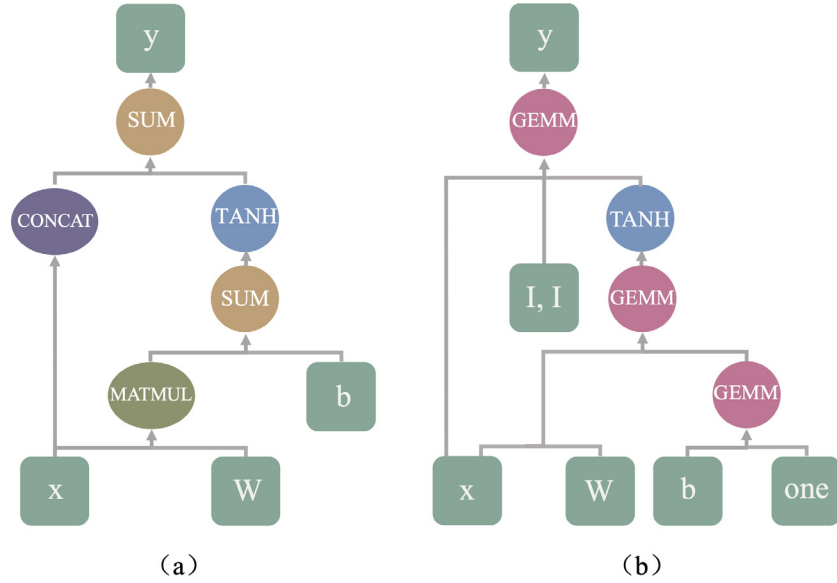 y
y
SUM
GEMM
CONCAT
TANH
TANH
SUM
I, I
GEMM
MATMUL
b
GEMM
x
W
x
W
b
one
(a)
(b)